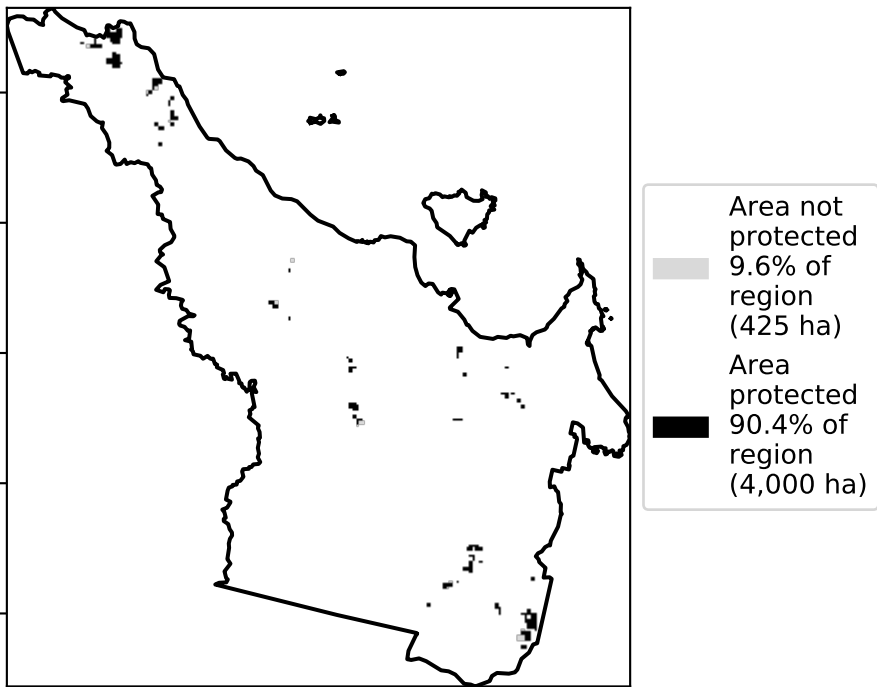 Area not
protected
9.6% of
region
(425 ha)
Area
protected
90.4% of
region
(4,000 ha)